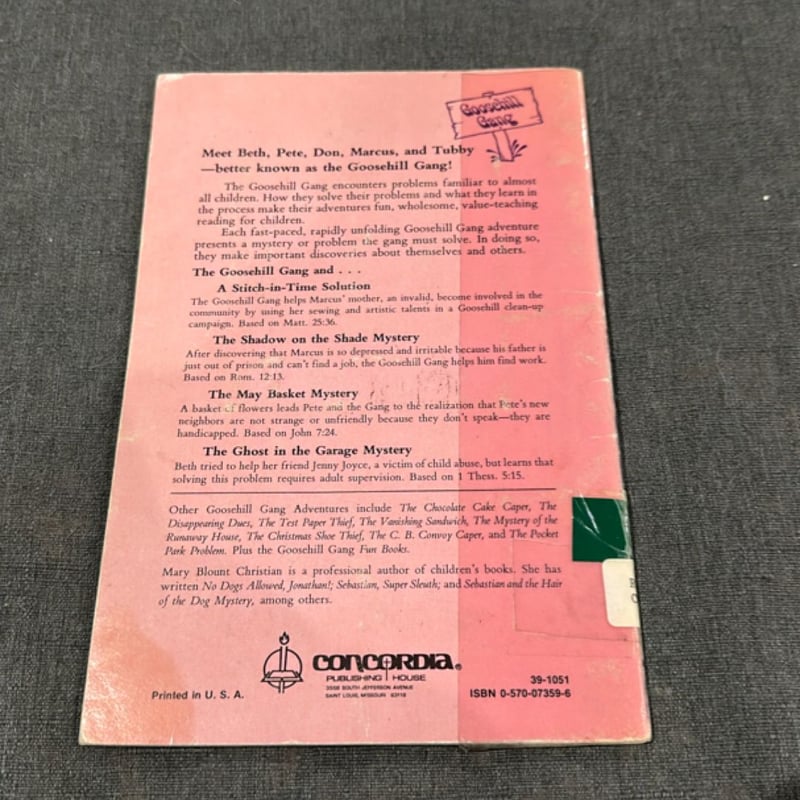 Goosehill
Gang
Meet Beth, Pete, Don, Marcus, and Tubby
—better known as the Goosehill Gang!
The Goosehill Gang encounters problems familiar to almost
all children. How they solve their problems and what they learn in
the process make their adventures fun, wholesome, value-teaching
reading for children.
Each fast-paced, rapidly unfolding Goosehill Gang adventure
presents a mystery or problem the gang must solve. In doing so,
they make important discoveries about themselves and others.
The Goosehill Gang and . . .
A Stitch-in-Time Solution
The Goosehill Gang helps Marcus' mother, an invalid, become involved in the
community by using her sewing and artistic talents in a Goosehill clean-up
campaign. Based on Matt. 25:36.
The Shadow on the Shade Mystery
After discovering that Marcus is so depressed and irritable because his father is
just out of prison and can't find a job, the Goosehill Gang helps him find work.
Based on Rom. 12:13.
The May Basket Mystery
A basket of flowers leads Pete and the Gang to the realization that Pete's new
neighbors are not strange or unfriendly because they don't speak—they are
handicapped. Based on John 7:24.
The Ghost in the Garage Mystery
Beth tried to help her friend Jenny Joyce, a victim of child abuse, but learns that
solving this problem requires adult supervision. Based on 1 Thess. 5:15.
Other Goosehill Gang Adventures include The Chocolate Cake Caper, The
Disappearing Dues, The Test Paper Thief, The Vanishing Sandwich, The Mystery of the
Runaway House, The Christmas Shoe Thief, The C. B. Convoy Caper, and The Pocket
Park Problem. Plus the Goosehill Gang Fun Books.
Mary Blount Christian is a professional author of children's books. She has
written No Dogs Allowed, Jonathan!; Sebastian, Super Sleuth; and Sebastian and the Hair
of the Dog Mystery, among others.
CONCORDIA®
PUBLISHING HOUSE
3558 SOUTH JEFFERSON AVENUE
SAINT LOUIS, MISSOURI 63118
Printed in U. S. A.
39-1051
ISBN 0-570-07359-6